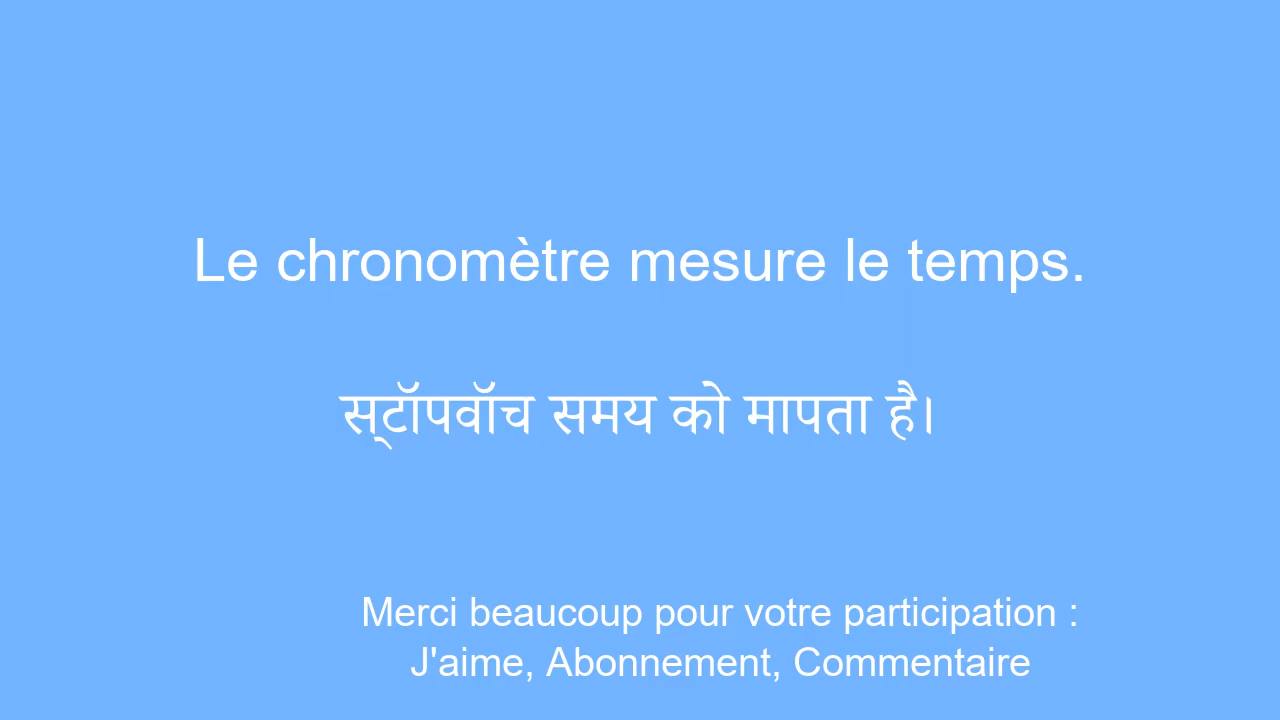 Le chronomètre mesure le temps.
स्टॉपवॉच समय को मापता है।
Merci beaucoup pour votre participation :
J'aime, Abonnement, Commentaire